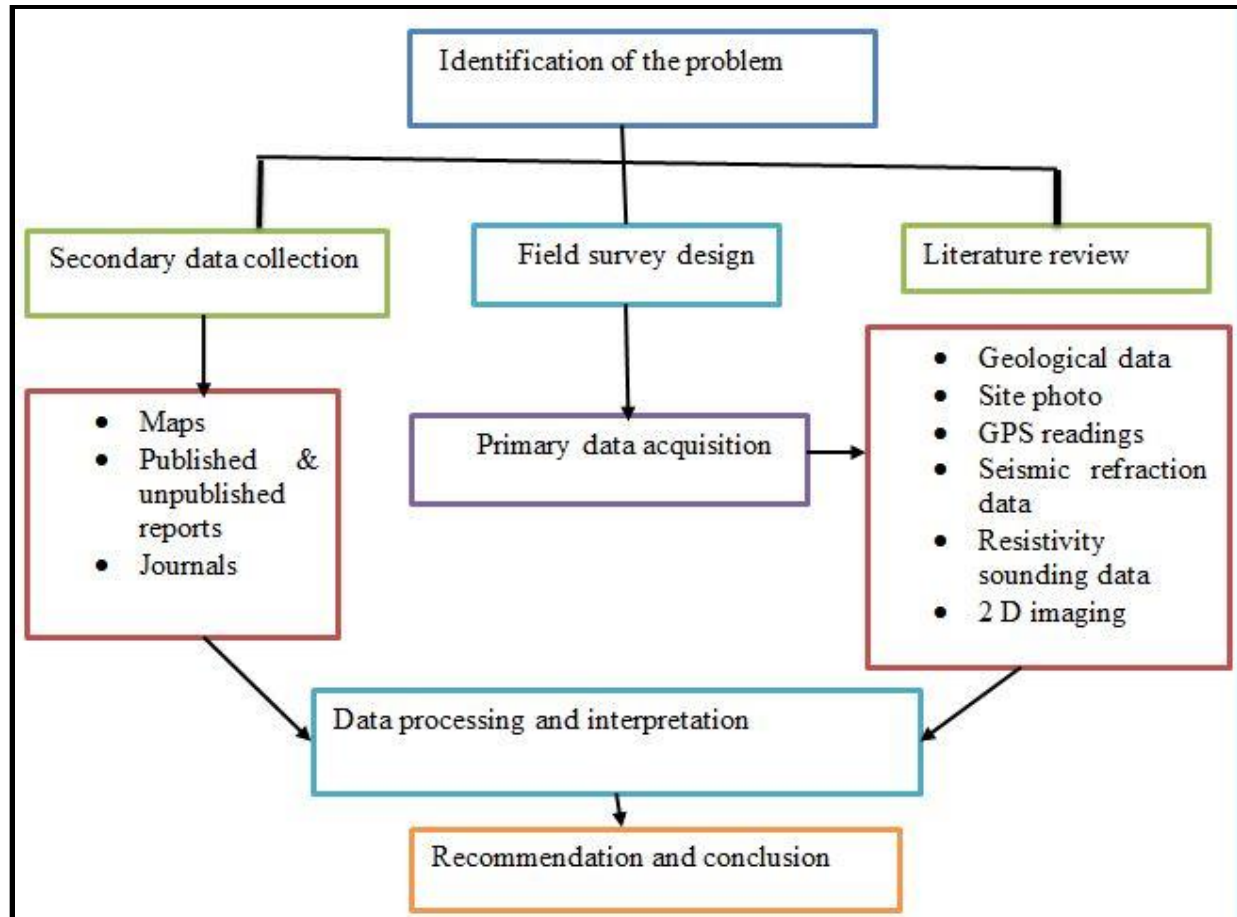 Identification of the problem
Secondary data collection
Field survey design
Literature review
• Maps
• Published &
unpublished
reports
• Journals
Primary data acquisition
• Geological data
• Site photo
• GPS readings
• Seismic refraction
data
• Resistivity
sounding data
• 2 D imaging
Data processing and interpretation
Recommendation and conclusion